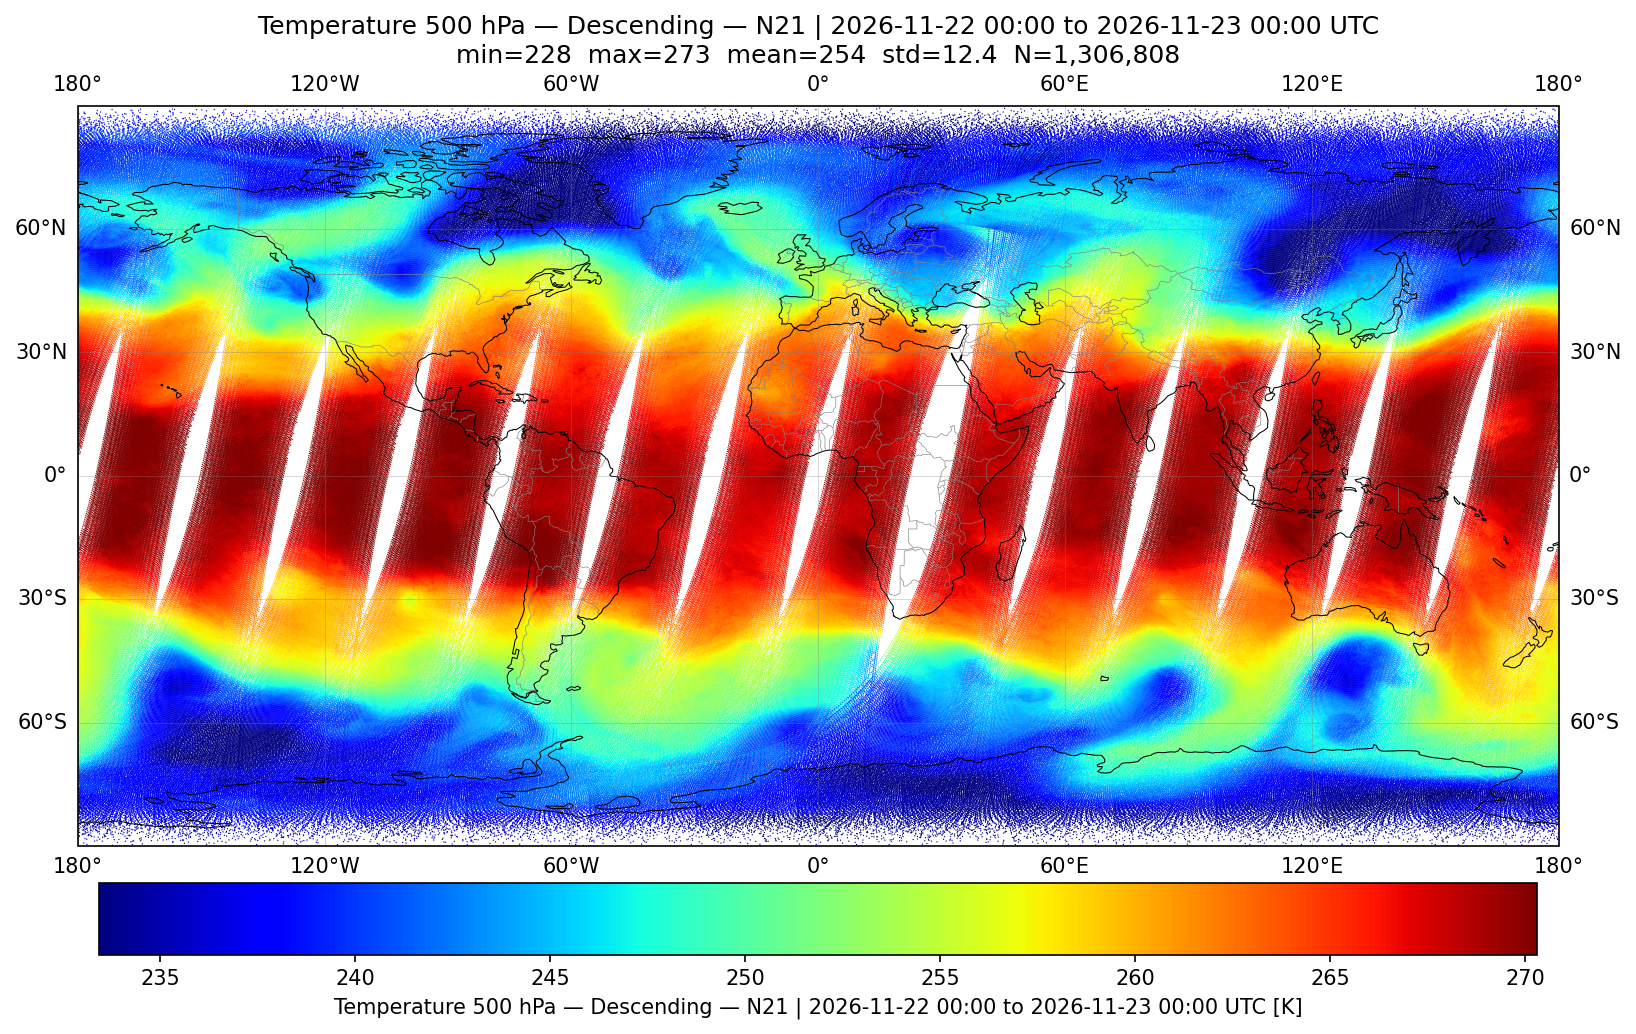 Temperature 500 hPa — Descending — N21 | 2026-11-22 00:00 to 2026-11-23 00:00 UTC
min=228  max=273  mean=254  std=12.4  N=1,306,808
180° 120°W 60°W 0° 60°E 120°E 180°
60°N 60°N
30°N 30°N
0° 0°
30°S 30°S
60°S 60°S
180° 120°W 60°W 0° 60°E 120°E 180°
235 240 245 250 255 260 265 270
Temperature 500 hPa — Descending — N21 | 2026-11-22 00:00 to 2026-11-23 00:00 UTC [K]